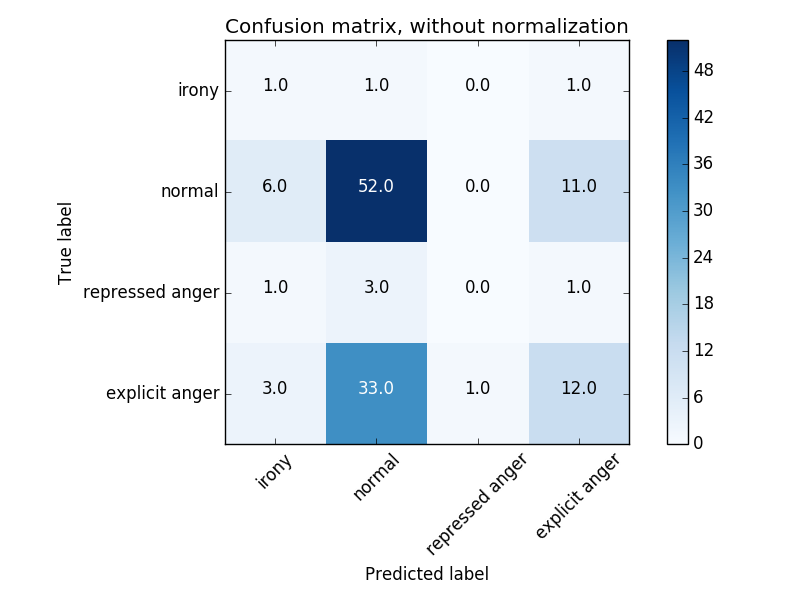 Confusion matrix, without normalization
irony 1.0 1.0 0.0 1.0
normal 6.0 52.0 0.0 11.0
repressed anger 1.0 3.0 0.0 1.0
explicit anger 3.0 33.0 1.0 12.0
True label
irony normal repressed anger explicit anger
Predicted label
48
42
36
30
24
18
12
6
0